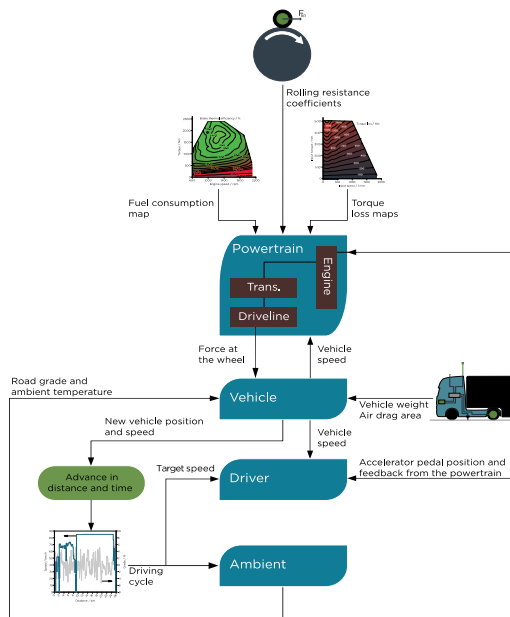 Rolling resistance
coefficients
Fuel consumption
map
Torque
loss maps
Powertrain
Engine
Trans.
Driveline
Force at
the wheel
Vehicle
speed
Road grade and
ambient temperature
Vehicle
Vehicle weight
Air drag area
New vehicle position
and speed
Vehicle
speed
Advance in
distance and time
Target speed
Driver
Accelerator pedal position and
feedback from the powertrain
Driving
cycle
Ambient